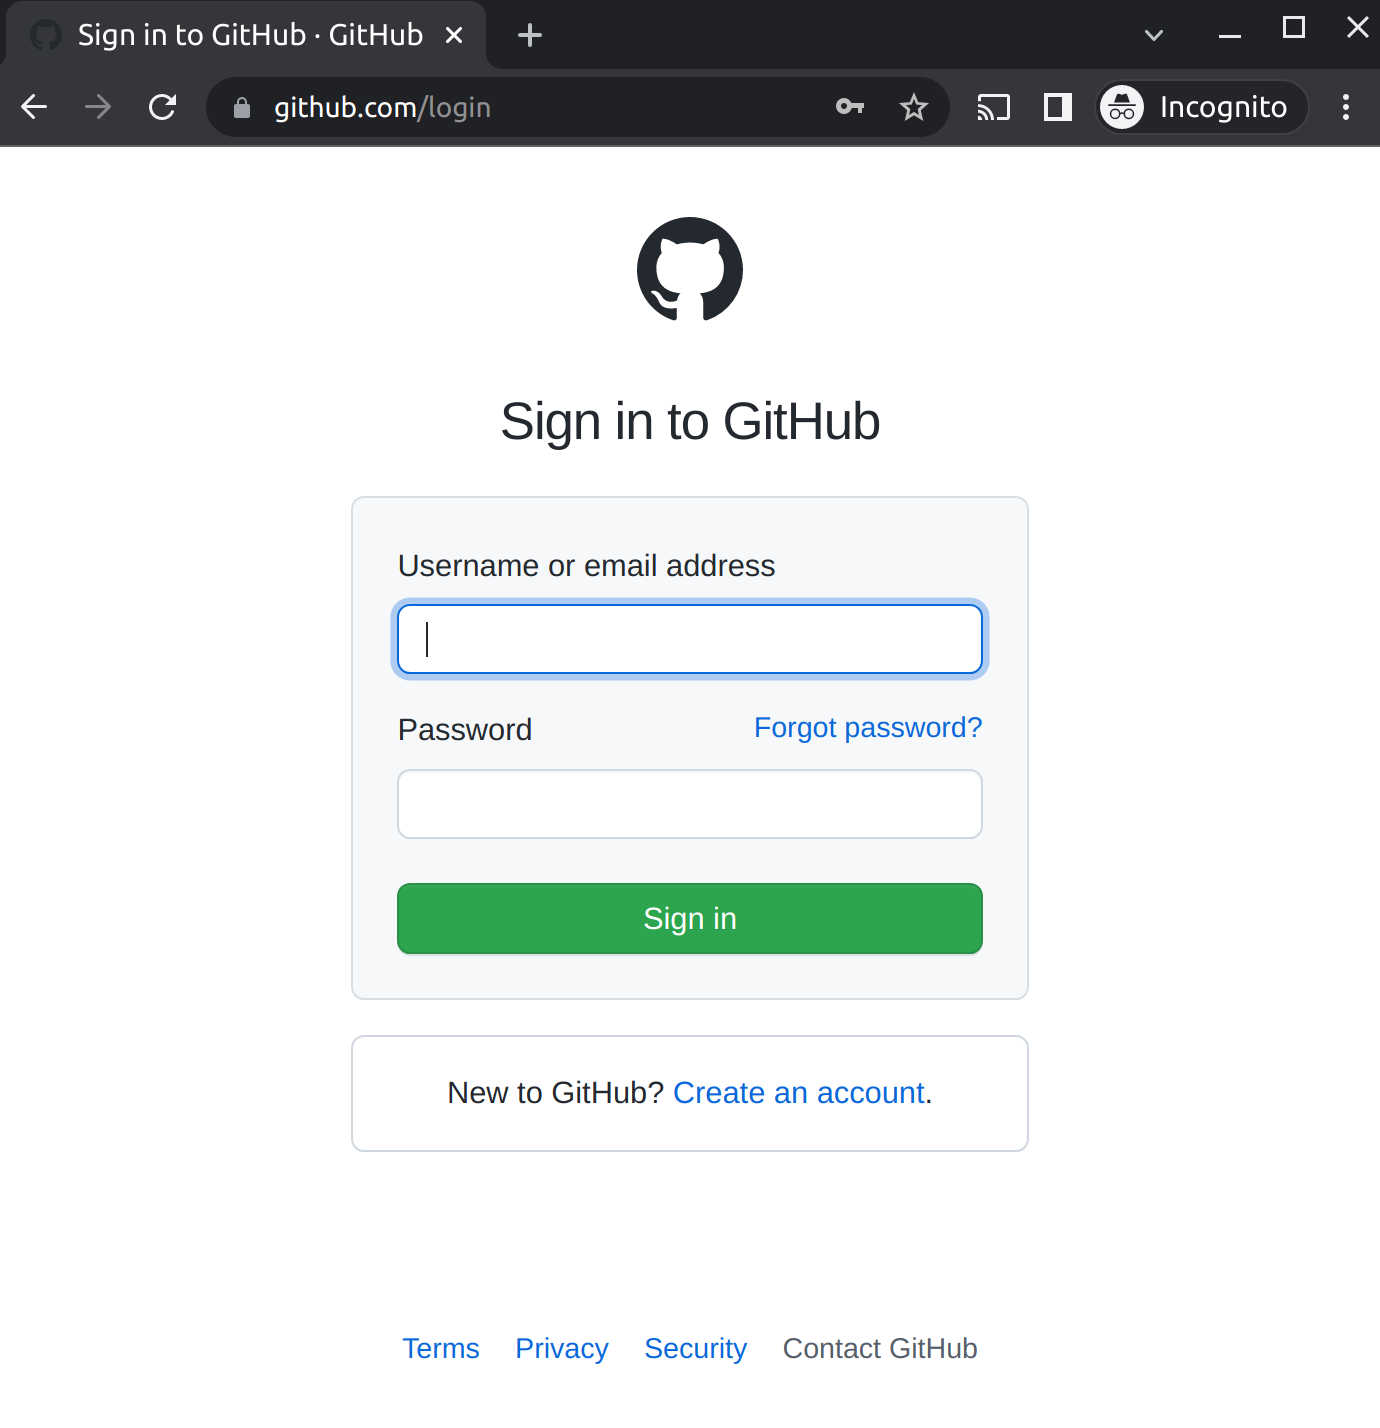 Sign in to GitHub · GitHub
github.com/login
Incognito
Sign in to GitHub
Username or email address
Password
Forgot password?
Sign in
New to GitHub? Create an account.
Terms Privacy Security Contact GitHub